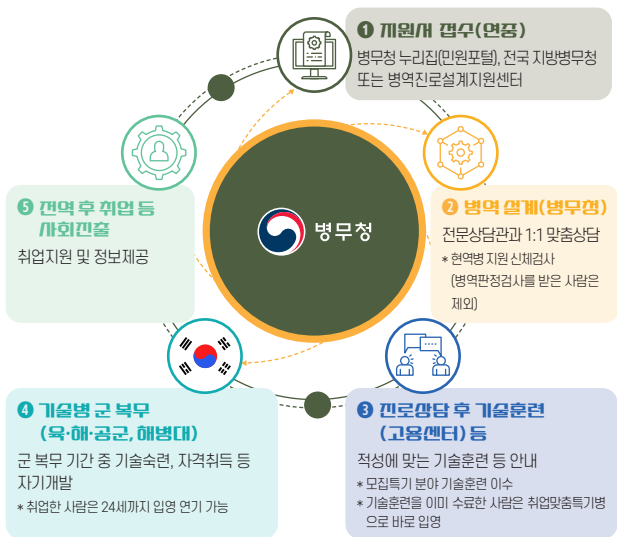 ❶ 지원서 접수(연중)
병무청 누리집(민원포털), 전국 지방병무청
또는 병역진로설계지원센터
❷ 병역 설계(병무청)
전문상담관과 1:1 맞춤상담
* 현역병 지원 신체검사
(병역판정검사를 받은 사람은
제외)
❸ 진로상담 후 기술훈련
(고용센터) 등
적성에 맞는 기술훈련 등 안내
* 모집특기 분야 기술훈련 이수
* 기술훈련을 이미 수료한 사람은 취업맞춤특기병
으로 바로 입영
❹ 기술병 군 복무
(육·해·공군, 해병대)
군 복무 기간 중 기술숙련, 자격취득 등
자기개발
* 취업한 사람은 24세까지 입영 연기 가능
❺ 전역 후 취업 등
사회진출
취업지원 및 정보제공
병무청